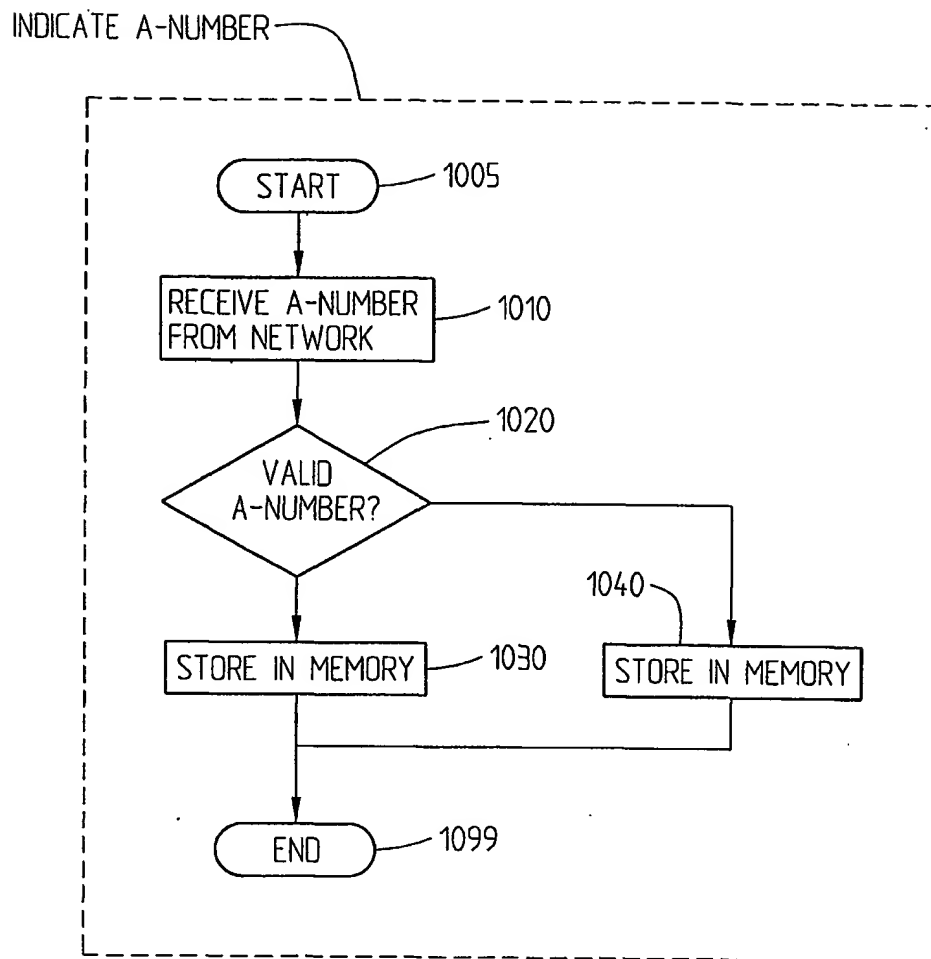 INDICATE A-NUMBER
START
1005
RECEIVE A-NUMBER
FROM NETWORK
1010
1020
VALID
A-NUMBER?
1040
STORE IN MEMORY
1030
STORE IN MEMORY
END
1099